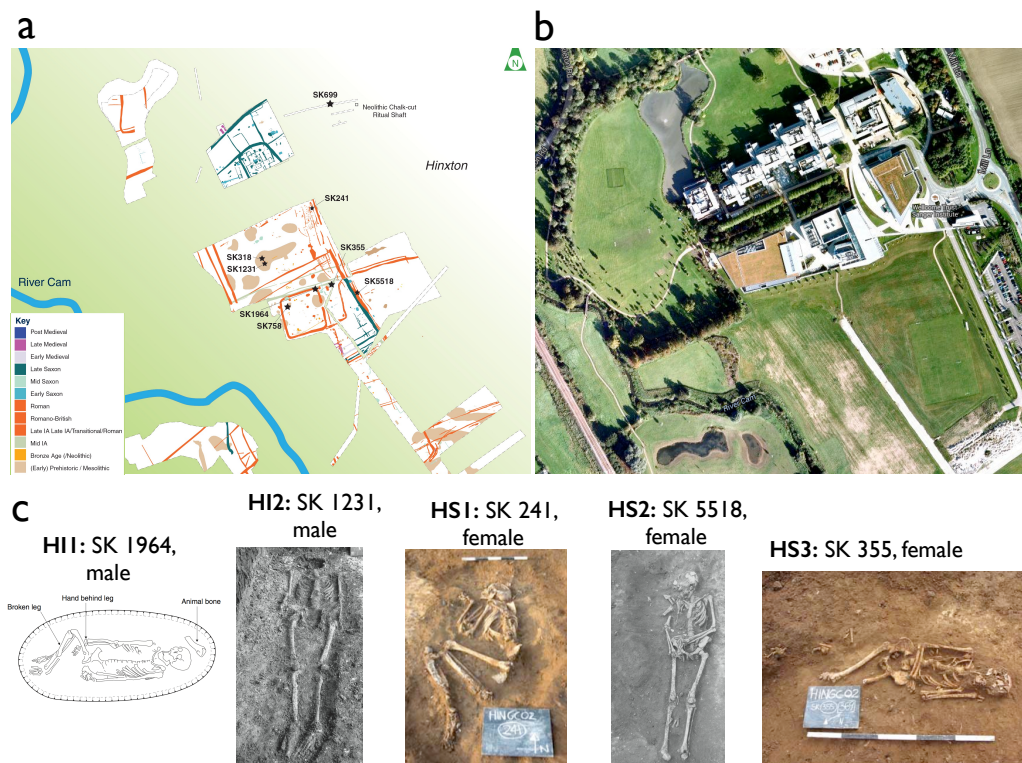 a
b
N
SK699
Neolithic Chalk-cut
Ritual Shaft
Hinxton
SK241
SK355
SK318
SK1231
SK5518
River Cam
SK1964
SK758
Key
Post Medieval
Late Medieval
Early Medieval
Late Saxon
Mid Saxon
Early Saxon
Roman
Romano-British
Late IA Late IA/Transitional/Roman
Mid IA
Bronze Age (/Neolithic)
(Early) Prehistoric / Mesolithic
Mill Ln
Wellcome Trust
Sanger Institute
River Cam
c
HI1: SK 1964,
male
Broken leg
Hand behind leg
Animal bone
HI2: SK 1231,
male
HS1: SK 241,
female
HINGC02
241
N
HS2: SK 5518,
female
HS3: SK 355, female
HINGC02